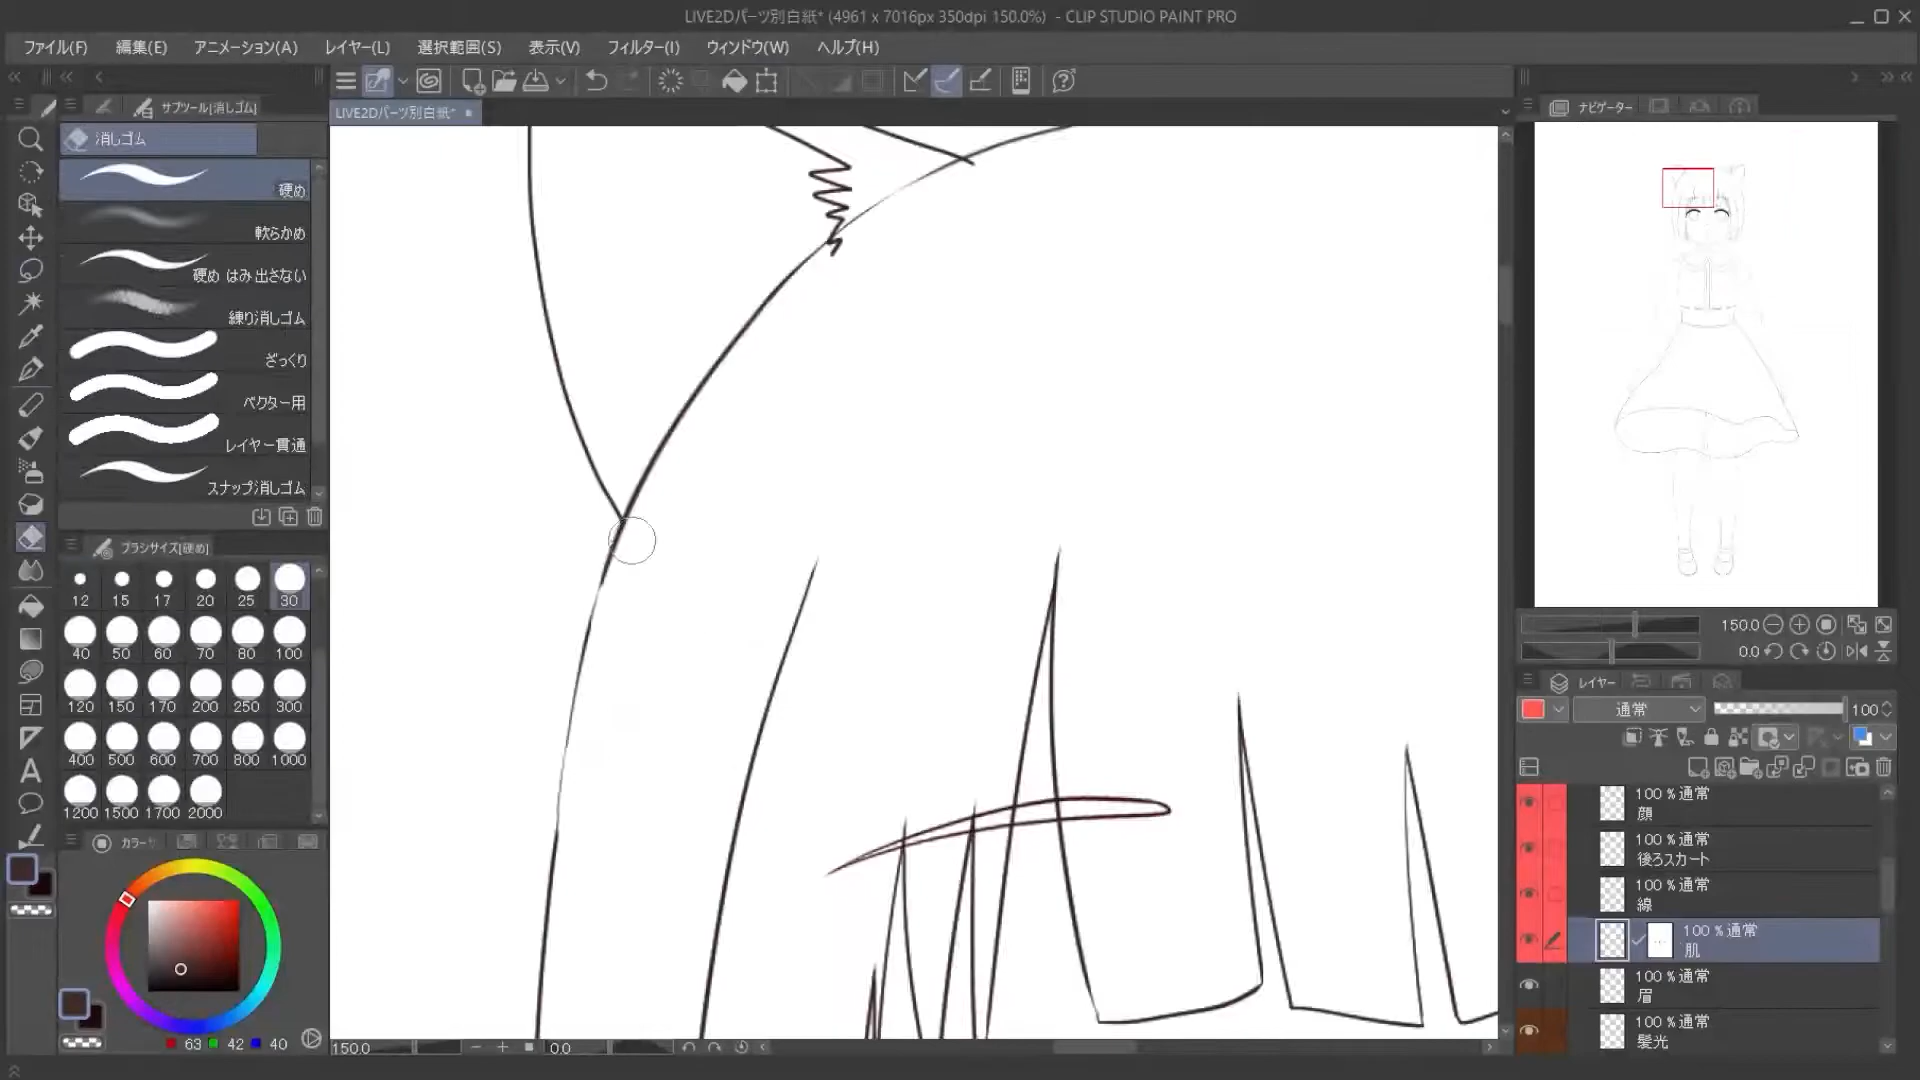 LIVE2Dパーツ別白紙* (4961 x 7016px 350dpi 150.0%) - CLIP STUDIO PAINT PRO
ファイル(F) 編集(E) アニメーション(A) レイヤー(L) 選択範囲(S) 表示(V) フィルター(I) ウィンドウ(W) ヘルプ(H)
サブツール[消しゴム]
LIVE2Dパーツ別白紙*
ナビゲーター
消しゴム
硬め
軟らかめ
硬め はみ出さない
練り消しゴム
ざっくり
ベクター用
レイヤー貫通
スナップ消しゴム
ブラシサイズ[硬め]
12 15 17 20 25 30
40 50 60 70 80 100
120 150 170 200 250 300
400 500 600 700 800 1000
1200 1500 1700 2000
カラー
63 42 40
150.0 0.0
150.0
0.0
レイヤー
通常 100
100 %通常
顔
100 %通常
後ろスカート
100 %通常
線
100 %通常
肌
100 %通常
眉
100 %通常
髪光